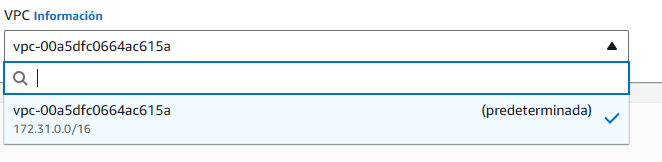 VPC Información
vpc-00a5dfc0664ac615a
vpc-00a5dfc0664ac615a (predeterminada)
172.31.0.0/16